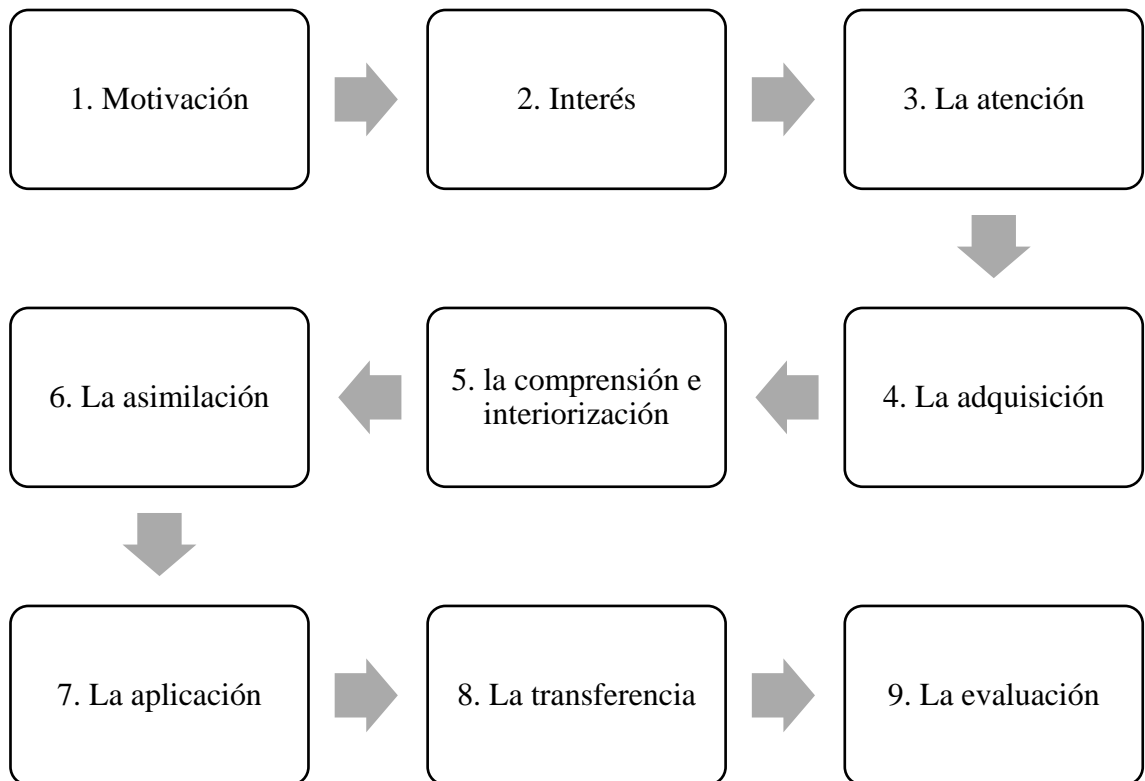 1. Motivación
2. Interés
3. La atención
4. La adquisición
5. la comprensión e
interiorización
6. La asimilación
7. La aplicación
8. La transferencia
9. La evaluación